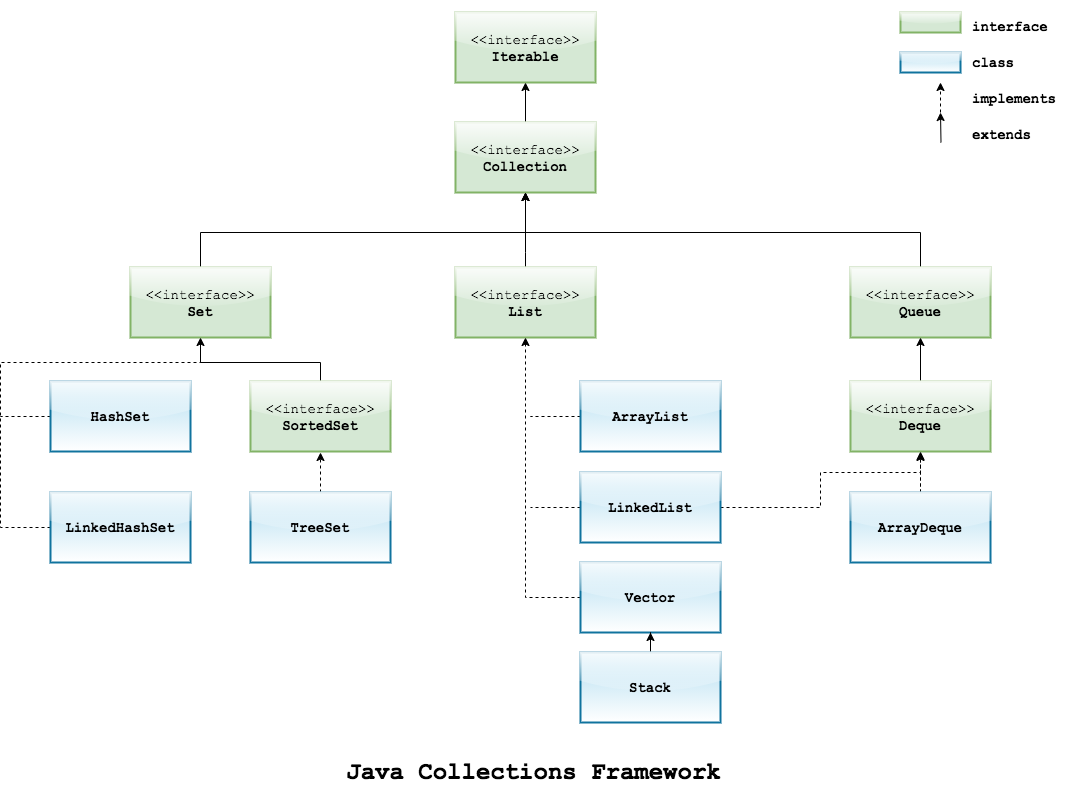 <<interface>>
Iterable
interface
class
implements
extends
<<interface>>
Collection
<<interface>>
Set
<<interface>>
List
<<interface>>
Queue
HashSet
<<interface>>
SortedSet
ArrayList
<<interface>>
Deque
LinkedHashSet
TreeSet
LinkedList
ArrayDeque
Vector
Stack
Java Collections Framework